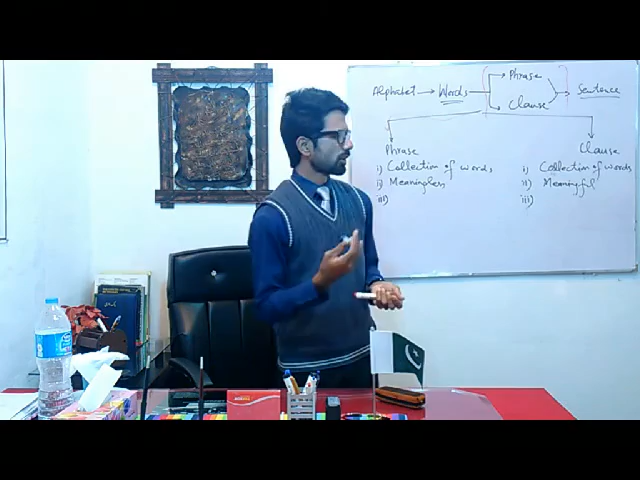 Alphabet → Words → Phrase
Clause
Sentence
Phrase
i) Collection of words,
ii) Meaningless
iii)
Clause
i) Collection of words
ii) Meaningful
iii)